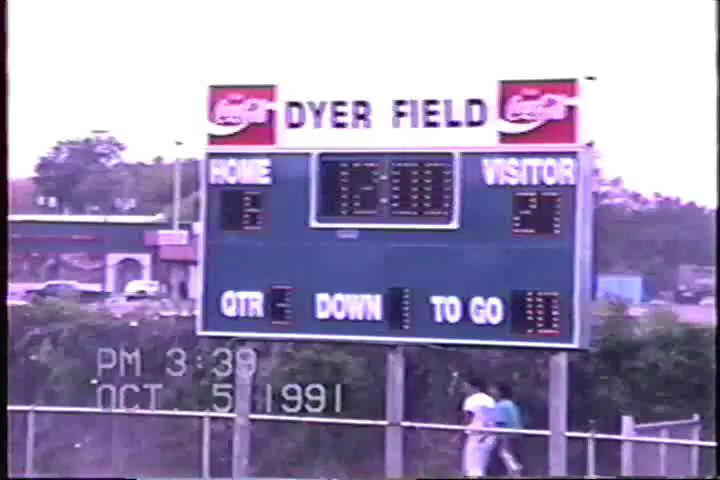 Coca-Cola DYER FIELD Coca-Cola
HOME VISITOR
QTR DOWN TO GO
PM 3:39
OCT. 5 1991